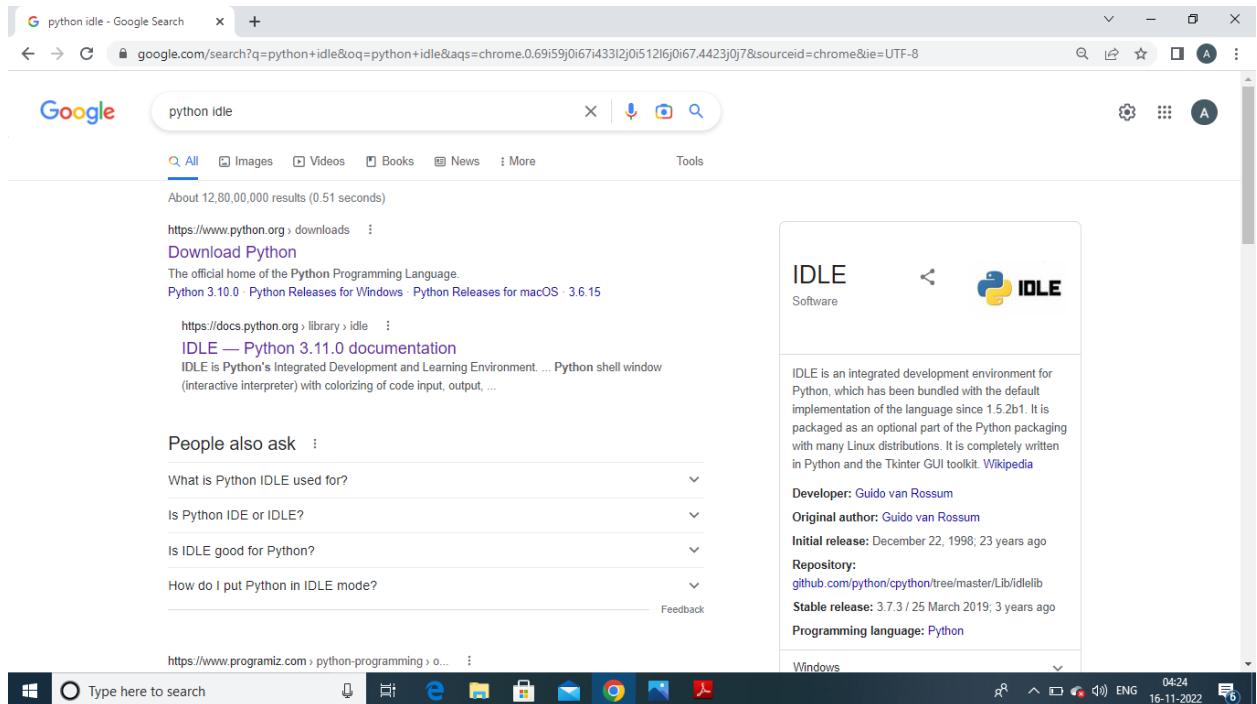 python idle - Google Search
google.com/search?q=python+idle&oq=python+idle&aqs=chrome.0.69i59j0i67i433l2j0i512l6j0i67.4423j0j7&sourceid=chrome&ie=UTF-8
A
Google
python idle
A
All Images Videos Books News More Tools
About 12,80,00,000 results (0.51 seconds)
https://www.python.org › downloads
Download Python
The official home of the Python Programming Language.
Python 3.10.0 · Python Releases for Windows · Python Releases for macOS · 3.6.15
https://docs.python.org › library › idle
IDLE — Python 3.11.0 documentation
IDLE is Python's Integrated Development and Learning Environment. ... Python shell window
(interactive interpreter) with colorizing of code input, output, ...
People also ask
What is Python IDLE used for?
Is Python IDE or IDLE?
Is IDLE good for Python?
How do I put Python in IDLE mode?
Feedback
https://www.programiz.com › python-programming › o...
IDLE
Software
IDLE
IDLE is an integrated development environment for
Python, which has been bundled with the default
implementation of the language since 1.5.2b1. It is
packaged as an optional part of the Python packaging
with many Linux distributions. It is completely written
in Python and the Tkinter GUI toolkit. Wikipedia
Developer: Guido van Rossum
Original author: Guido van Rossum
Initial release: December 22, 1998; 23 years ago
Repository:
github.com/python/cpython/tree/master/Lib/idlelib
Stable release: 3.7.3 / 25 March 2019; 3 years ago
Programming language: Python
Windows
Type here to search
ENG
04:24
16-11-2022
6